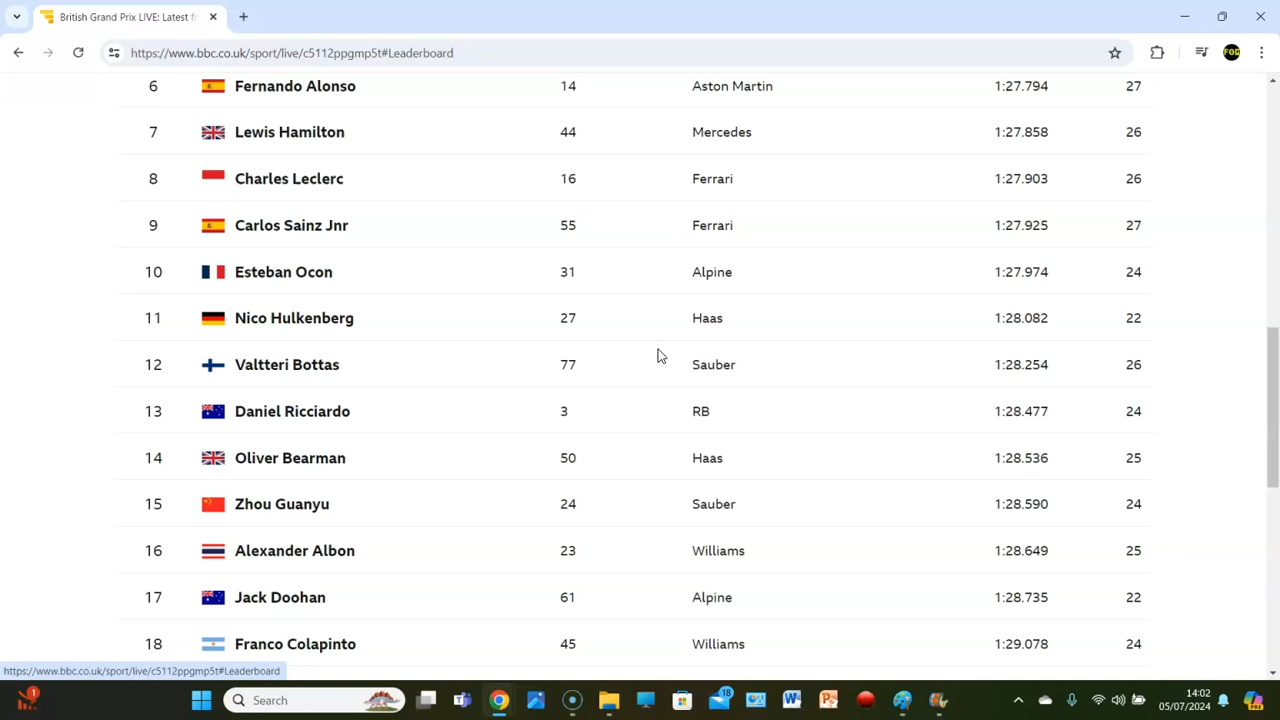 British Grand Prix LIVE: Latest f
https://www.bbc.co.uk/sport/live/c5112ppgmp5t#Leaderboard
6 Fernando Alonso 14 Aston Martin 1:27.794 27
7 Lewis Hamilton 44 Mercedes 1:27.858 26
8 Charles Leclerc 16 Ferrari 1:27.903 26
9 Carlos Sainz Jnr 55 Ferrari 1:27.925 27
10 Esteban Ocon 31 Alpine 1:27.974 24
11 Nico Hulkenberg 27 Haas 1:28.082 22
12 Valtteri Bottas 77 Sauber 1:28.254 26
13 Daniel Ricciardo 3 RB 1:28.477 24
14 Oliver Bearman 50 Haas 1:28.536 25
15 Zhou Guanyu 24 Sauber 1:28.590 24
16 Alexander Albon 23 Williams 1:28.649 25
17 Jack Doohan 61 Alpine 1:28.735 22
18 Franco Colapinto 45 Williams 1:29.078 24
https://www.bbc.co.uk/sport/live/c5112ppgmp5t#Leaderboard
1 Search 18 14:02
05/07/2024